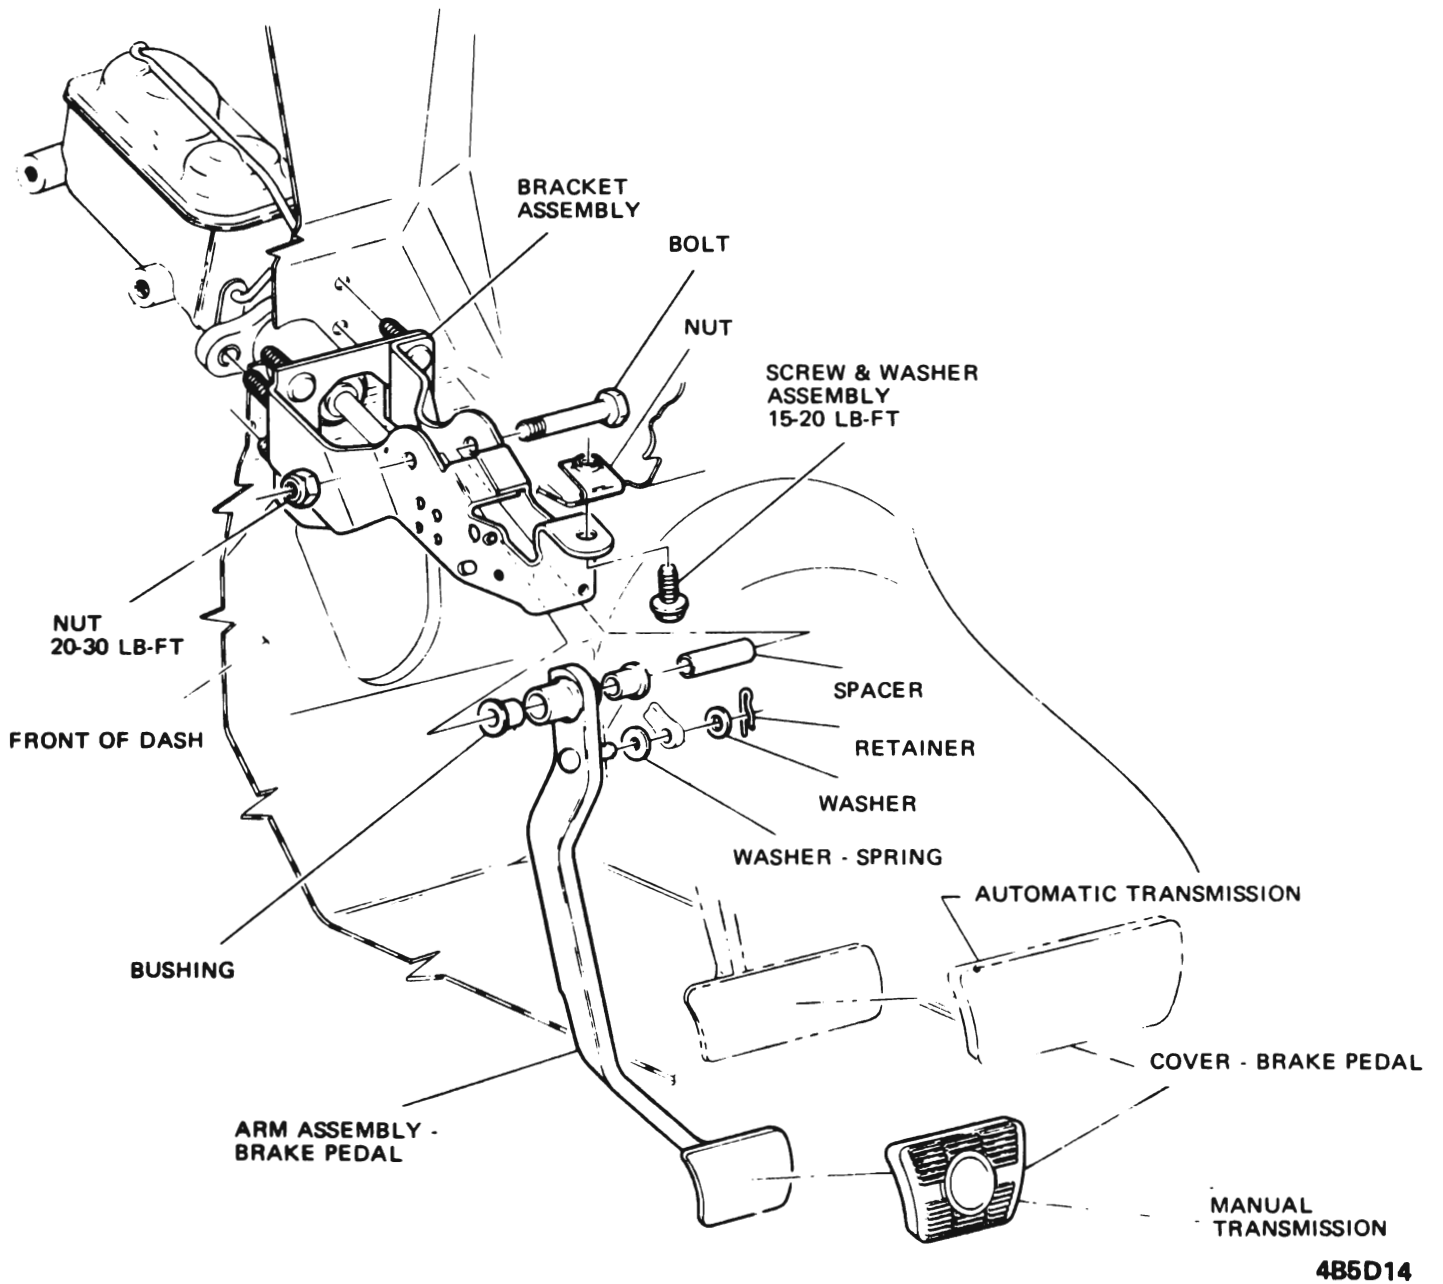 BRACKET
ASSEMBLY
BOLT
NUT
SCREW & WASHER
ASSEMBLY
15-20 LB-FT
NUT
20-30 LB-FT
FRONT OF DASH
SPACER
RETAINER
WASHER
WASHER - SPRING
AUTOMATIC TRANSMISSION
BUSHING
COVER - BRAKE PEDAL
ARM ASSEMBLY -
BRAKE PEDAL
MANUAL
TRANSMISSION
4B5D14